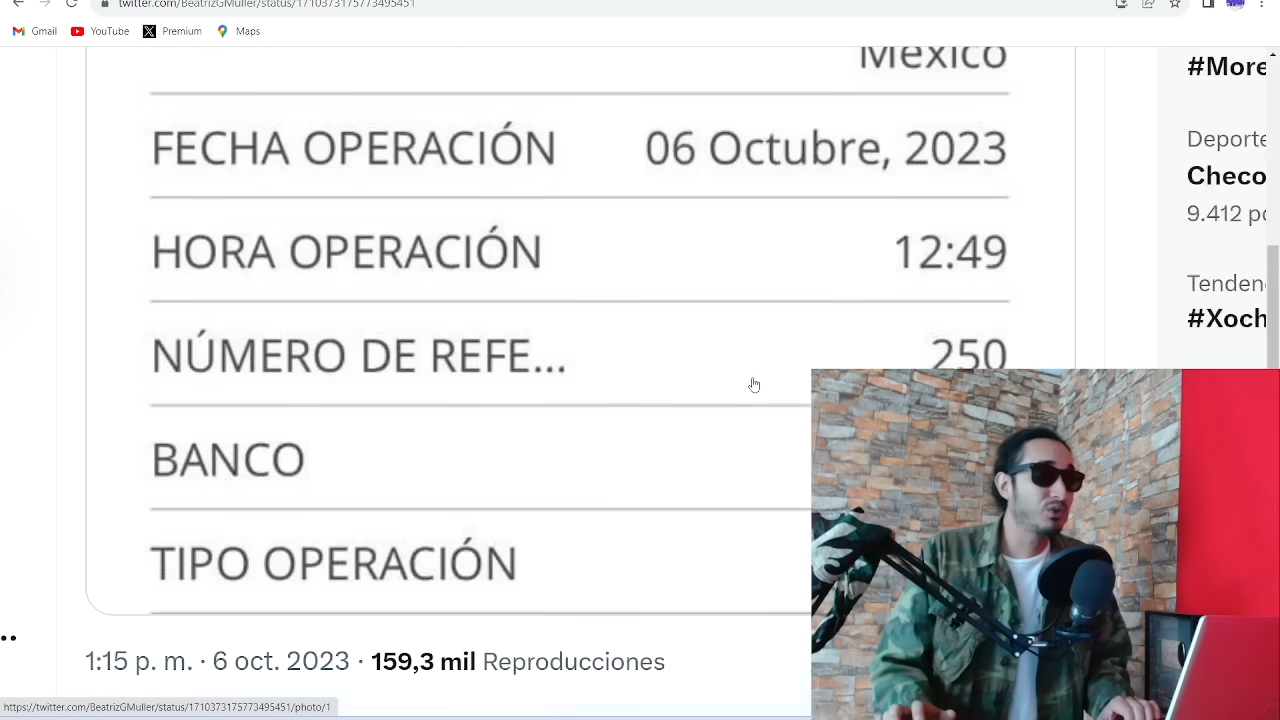 twitter.com/BeatrizGMuller/status/1710373175773495451
Gmail YouTube Premium Maps
México
FECHA OPERACIÓN 06 Octubre, 2023
HORA OPERACIÓN 12:49
NÚMERO DE REFE... 250
BANCO
TIPO OPERACIÓN
1:15 p. m. · 6 oct. 2023 · 159,3 mil Reproducciones
#More
Deporte
Checo
9.412 po
Tenden
#Xoch
https://twitter.com/BeatrizGMuller/status/1710373175773495451/photo/1